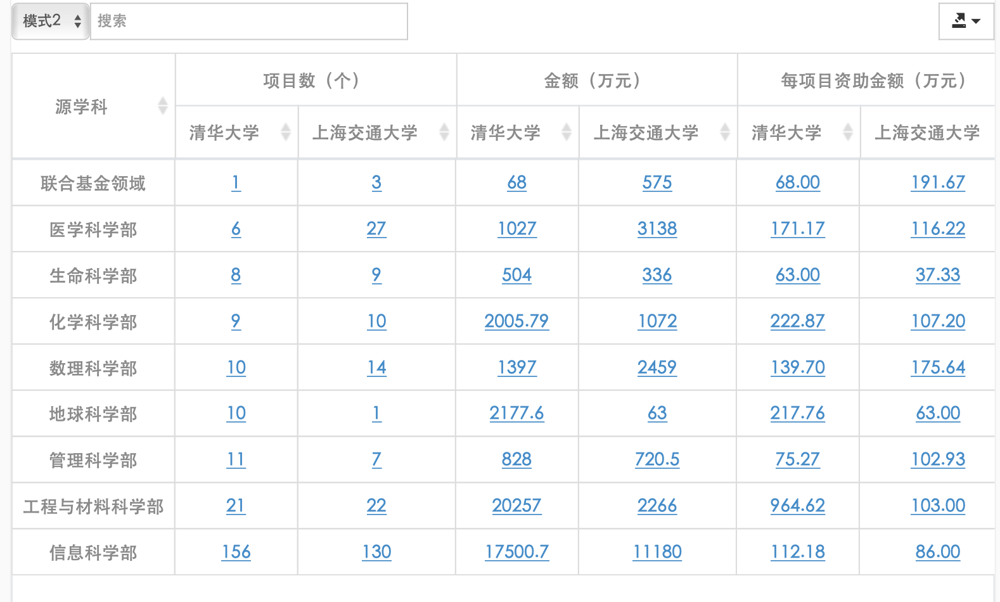 模式2 搜索
源学科 项目数（个） 金额（万元） 每项目资助金额（万元）
清华大学 上海交通大学 清华大学 上海交通大学 清华大学 上海交通大学
联合基金领域 1 3 68 575 68.00 191.67
医学科学部 6 27 1027 3138 171.17 116.22
生命科学部 8 9 504 336 63.00 37.33
化学科学部 9 10 2005.79 1072 222.87 107.20
数理科学部 10 14 1397 2459 139.70 175.64
地球科学部 10 1 2177.6 63 217.76 63.00
管理科学部 11 7 828 720.5 75.27 102.93
工程与材料科学部 21 22 20257 2266 964.62 103.00
信息科学部 156 130 17500.7 11180 112.18 86.00